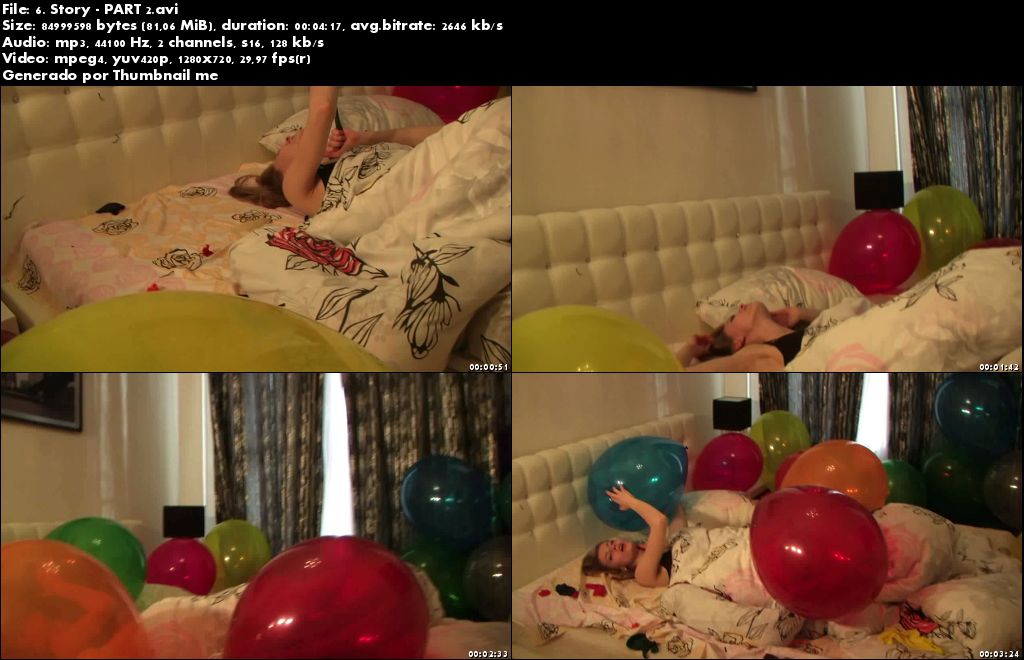 File: 6. Story - PART 2.avi
Size: 84999598 bytes (81,06 MiB), duration: 00:04:17, avg.bitrate: 2646 kb/s
Audio: mp3, 44100 Hz, 2 channels, s16, 128 kb/s
Video: mpeg4, yuv420p, 1280x720, 29,97 fps(r)
Generado por Thumbnail me
00:00:51
00:01:42
00:02:33
00:03:24